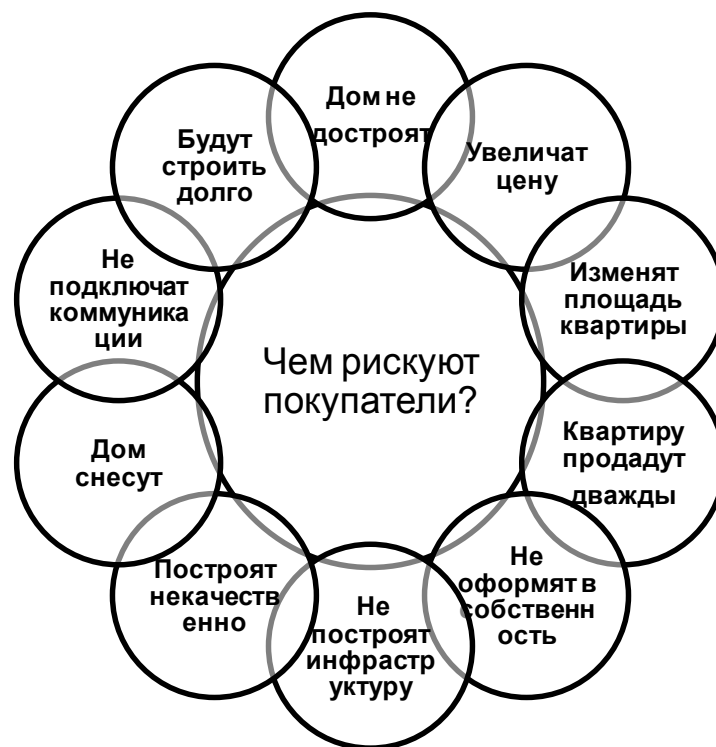 Дом не
достроят
Увеличат
цену
Изменят
площадь
квартиры
Квартиру
продадут
дважды
Не
оформят в
собственн
ость
Не
построят
инфрастр
уктуру
Построят
некачеств
енно
Дом
снесут
Не
подключат
коммуника
ции
Будут
строить
долго
Чем рискуют
покупатели?